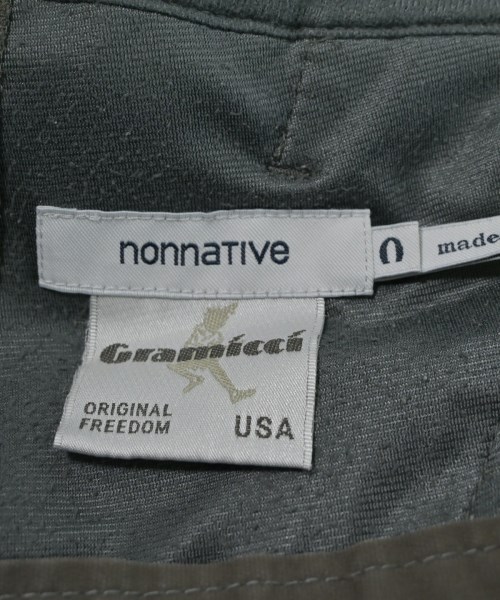 nonnative
0 made
Gramicci
ORIGINAL
FREEDOM USA